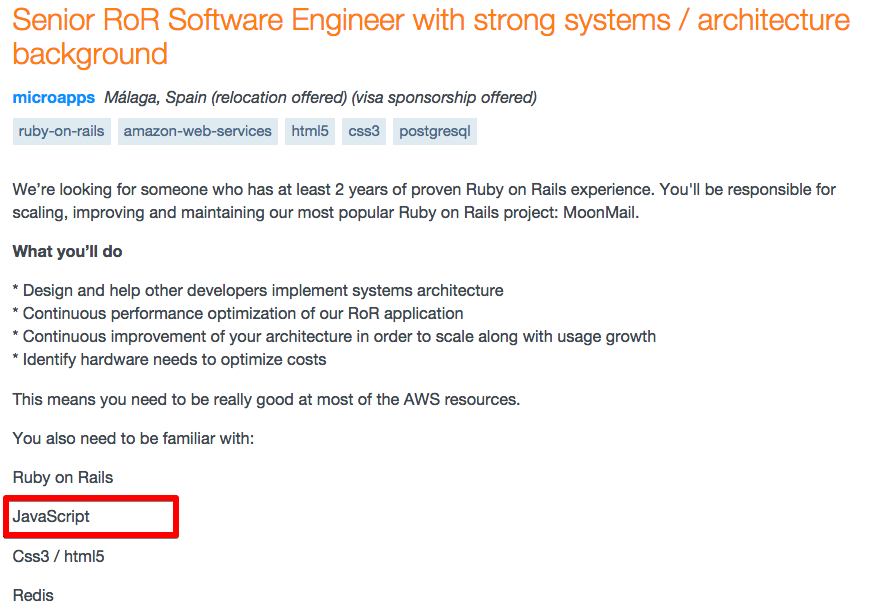 Senior RoR Software Engineer with strong systems / architecture
background
microapps Málaga, Spain (relocation offered) (visa sponsorship offered)
ruby-on-rails amazon-web-services html5 css3 postgresql
We’re looking for someone who has at least 2 years of proven Ruby on Rails experience. You'll be responsible for
scaling, improving and maintaining our most popular Ruby on Rails project: MoonMail.
What you’ll do
* Design and help other developers implement systems architecture
* Continuous performance optimization of our RoR application
* Continuous improvement of your architecture in order to scale along with usage growth
* Identify hardware needs to optimize costs
This means you need to be really good at most of the AWS resources.
You also need to be familiar with:
Ruby on Rails
JavaScript
Css3 / html5
Redis